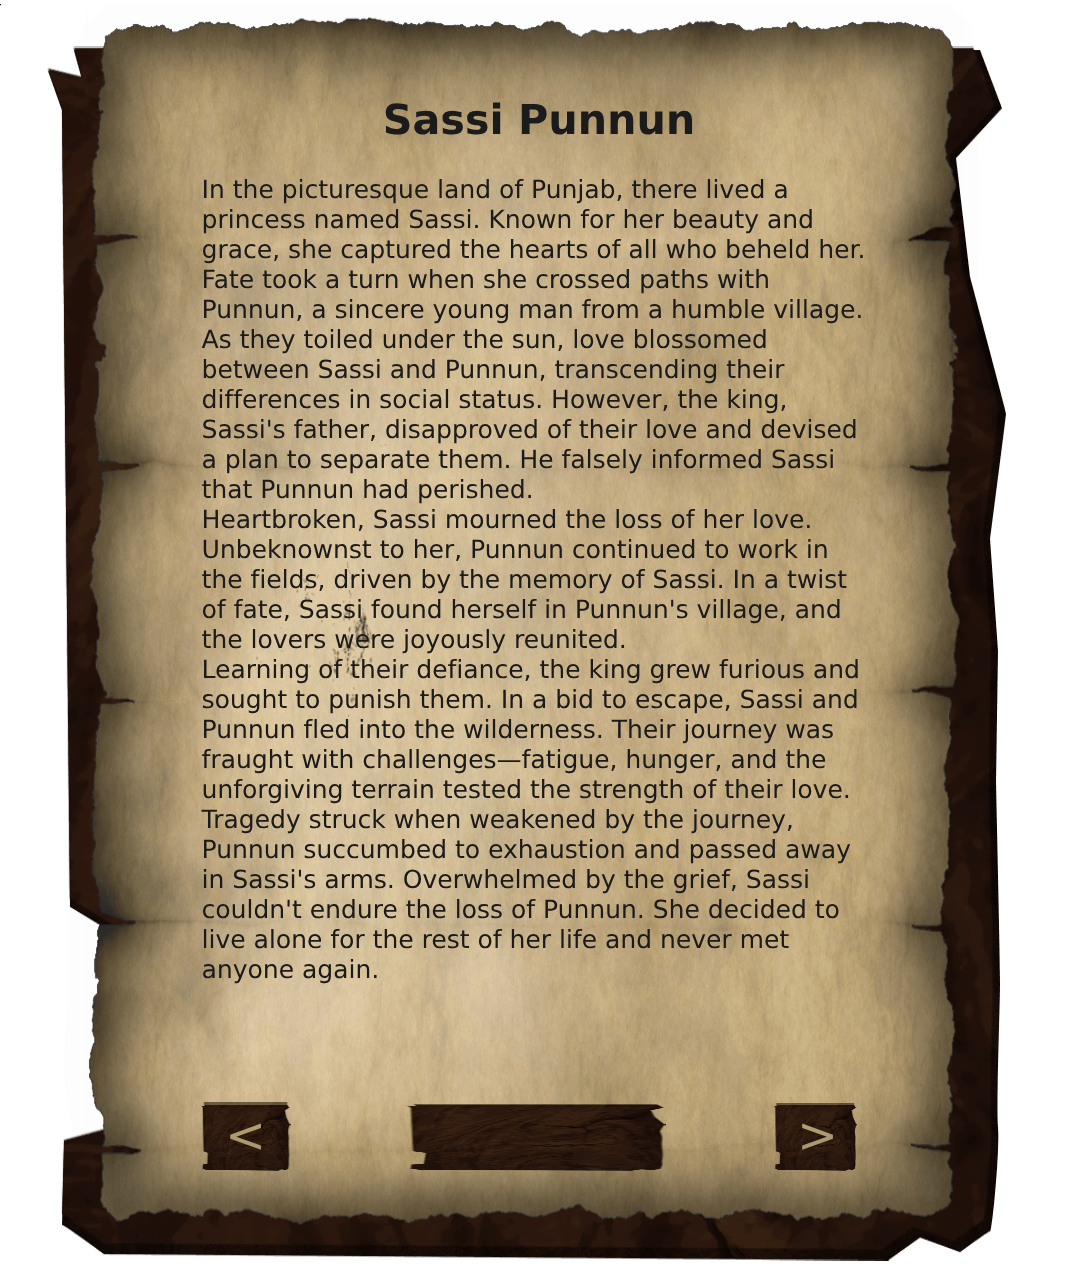 Sassi Punnun
In the picturesque land of Punjab, there lived a
princess named Sassi. Known for her beauty and
grace, she captured the hearts of all who beheld her.
Fate took a turn when she crossed paths with
Punnun, a sincere young man from a humble village.
As they toiled under the sun, love blossomed
between Sassi and Punnun, transcending their
differences in social status. However, the king,
Sassi's father, disapproved of their love and devised
a plan to separate them. He falsely informed Sassi
that Punnun had perished.
Heartbroken, Sassi mourned the loss of her love.
Unbeknownst to her, Punnun continued to work in
the fields, driven by the memory of Sassi. In a twist
of fate, Sassi found herself in Punnun's village, and
the lovers were joyously reunited.
Learning of their defiance, the king grew furious and
sought to punish them. In a bid to escape, Sassi and
Punnun fled into the wilderness. Their journey was
fraught with challenges—fatigue, hunger, and the
unforgiving terrain tested the strength of their love.
Tragedy struck when weakened by the journey,
Punnun succumbed to exhaustion and passed away
in Sassi's arms. Overwhelmed by the grief, Sassi
couldn't endure the loss of Punnun. She decided to
live alone for the rest of her life and never met
anyone again.
< >